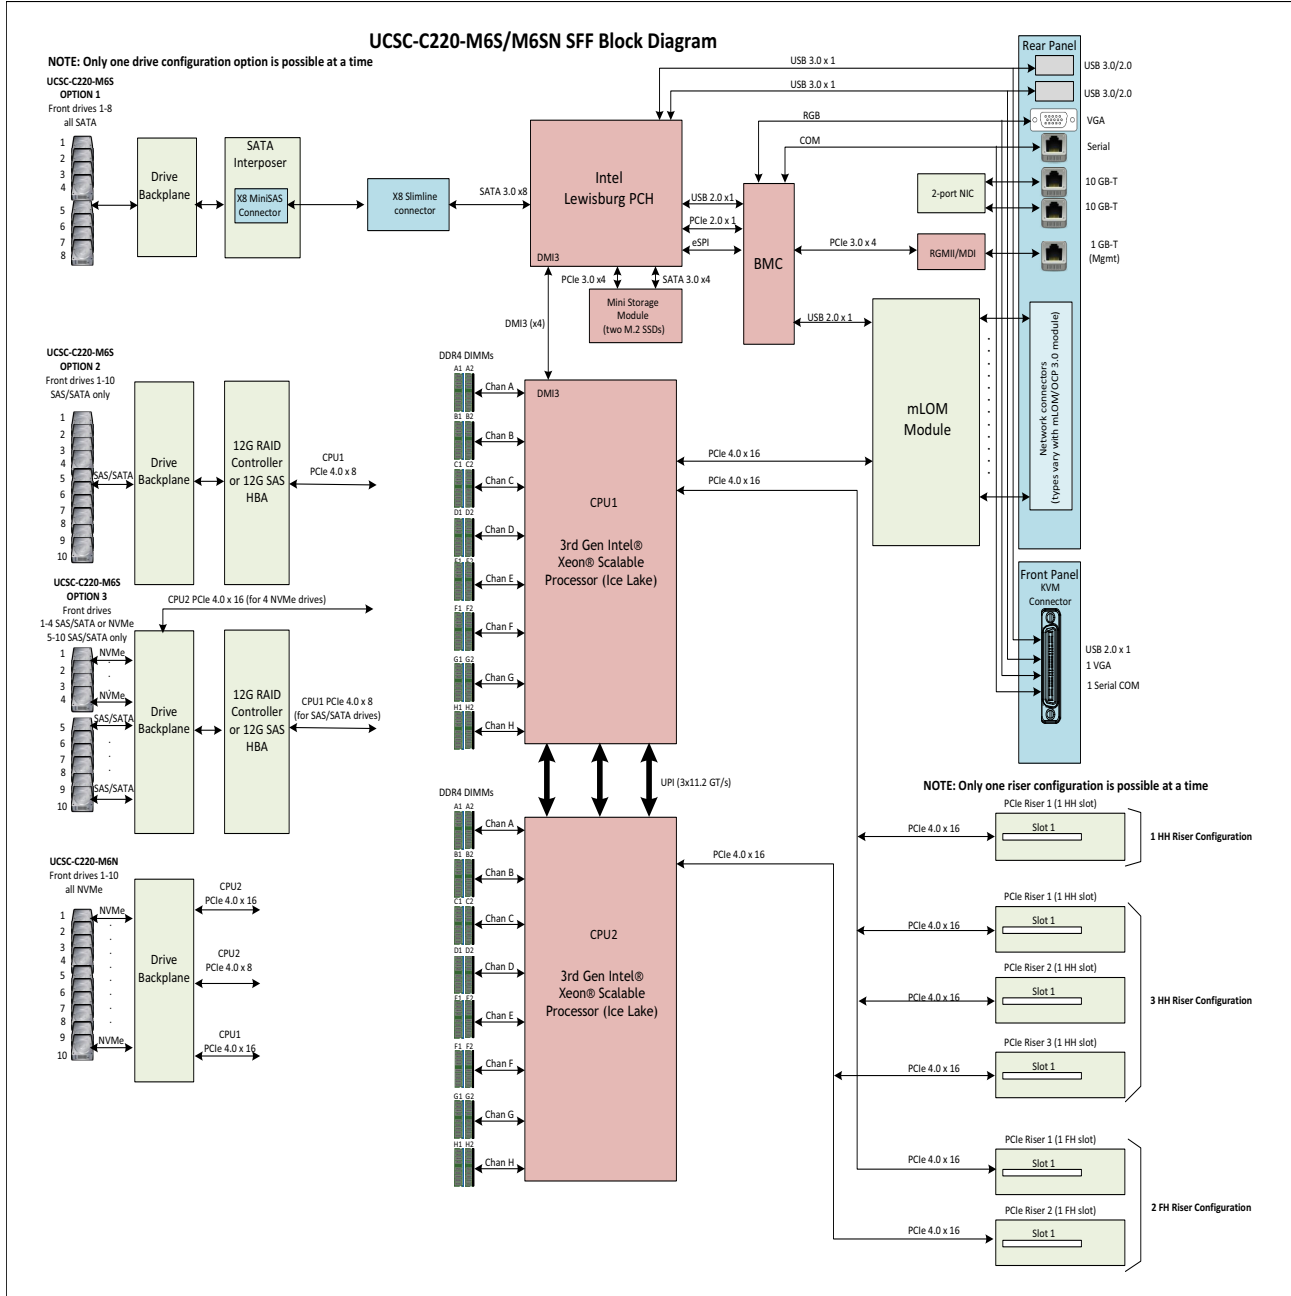 UCSC-C220-M6S/M6SN SFF Block Diagram
NOTE: Only one drive configuration option is possible at a time
UCSC-C220-M6S
OPTION 1
Front drives 1-8
all SATA
1
2
3
4
5
6
7
8
Drive
Backplane
SATA
Interposer
X8 MiniSAS
Connector
X8 Slimline
connector
SATA 3.0 x8
Intel
Lewisburg PCH
DMI3
USB 3.0 x 1
USB 3.0 x 1
RGB
COM
USB 2.0 x1
PCIe 2.0 x 1
eSPI
BMC
PCIe 3.0 x4
SATA 3.0 x4
Mini Storage
Module
(two M.2 SSDs)
DMI3 (x4)
PCIe 3.0 x 4
USB 2.0 x 1
2-port NIC
RGMII/MDI
Rear Panel
USB 3.0/2.0
USB 3.0/2.0
VGA
Serial
10 GB-T
10 GB-T
1 GB-T
(Mgmt)
mLOM
Module
Network connectors
(types vary with mLOM/OCP 3.0 module)
UCSC-C220-M6S
OPTION 2
Front drives 1-10
SAS/SATA only
1
2
3
4
5
6
7
8
9
10
SAS/SATA
Drive
Backplane
12G RAID
Controller
or 12G SAS
HBA
CPU1
PCIe 4.0 x 8
DDR4 DIMMs
A1 A2
Chan A
B1 B2
Chan B
C1 C2
Chan C
D1 D2
Chan D
E1 E2
Chan E
F1 F2
Chan F
G1 G2
Chan G
H1 H2
Chan H
DMI3
CPU1
3rd Gen Intel®
Xeon® Scalable
Processor (Ice Lake)
PCIe 4.0 x 16
PCIe 4.0 x 16
Front Panel
KVM
Connector
USB 2.0 x 1
1 VGA
1 Serial COM
UCSC-C220-M6S
OPTION 3
Front drives
1-4 SAS/SATA or NVMe
5-10 SAS/SATA only
CPU2 PCIe 4.0 x 16 (for 4 NVMe drives)
1
2
3
4
5
6
7
8
9
10
NVMe
NVMe
SAS/SATA
SAS/SATA
Drive
Backplane
12G RAID
Controller
or 12G SAS
HBA
CPU1 PCIe 4.0 x 8
(for SAS/SATA drives)
UPI (3x11.2 GT/s)
DDR4 DIMMs
A1 A2
Chan A
B1 B2
Chan B
C1 C2
Chan C
D1 D2
Chan D
E1 E2
Chan E
F1 F2
Chan F
G1 G2
Chan G
H1 H2
Chan H
CPU2
3rd Gen Intel®
Xeon® Scalable
Processor (Ice Lake)
PCIe 4.0 x 16
UCSC-C220-M6N
Front drives 1-10
all NVMe
1
2
3
4
5
6
7
8
9
10
NVMe
NVMe
Drive
Backplane
CPU2
PCIe 4.0 x 16
CPU2
PCIe 4.0 x 8
CPU1
PCIe 4.0 x 16
NOTE: Only one riser configuration is possible at a time
PCIe Riser 1 (1 HH slot)
PCIe 4.0 x 16
Slot 1
1 HH Riser Configuration
PCIe Riser 1 (1 HH slot)
PCIe 4.0 x 16
Slot 1
PCIe Riser 2 (1 HH slot)
PCIe 4.0 x 16
Slot 1
3 HH Riser Configuration
PCIe Riser 3 (1 HH slot)
PCIe 4.0 x 16
Slot 1
PCIe Riser 1 (1 FH slot)
PCIe 4.0 x 16
Slot 1
2 FH Riser Configuration
PCIe Riser 2 (1 FH slot)
PCIe 4.0 x 16
Slot 1